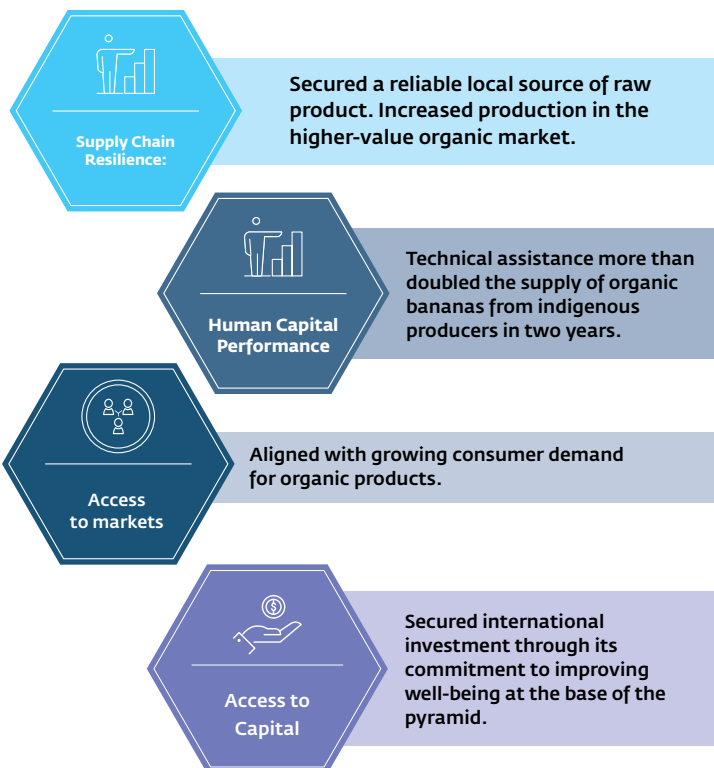 Supply Chain
Resilience:
Secured a reliable local source of raw
product. Increased production in the
higher-value organic market.
Human Capital
Performance
Technical assistance more than
doubled the supply of organic
bananas from indigenous
producers in two years.
Access
to markets
Aligned with growing consumer demand
for organic products.
Access to
Capital
Secured international
investment through its
commitment to improving
well-being at the base of the
pyramid.